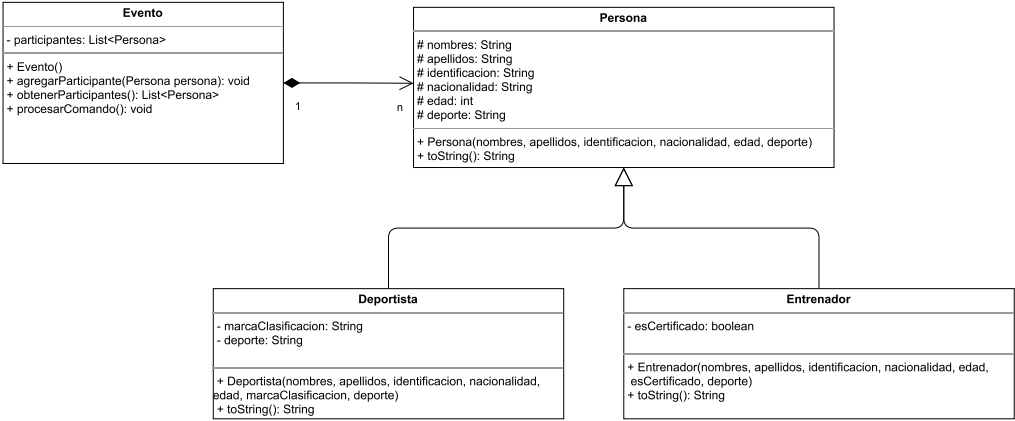 Evento
- participantes: List<Persona>
+ Evento()
+ agregarParticipante(Persona persona): void
+ obtenerParticipantes(): List<Persona>
+ procesarComando(): void
1
n
Persona
# nombres: String
# apellidos: String
# identificacion: String
# nacionalidad: String
# edad: int
# deporte: String
+ Persona(nombres, apellidos, identificacion, nacionalidad, edad, deporte)
+ toString(): String
Deportista
- marcaClasificacion: String
- deporte: String
+ Deportista(nombres, apellidos, identificacion, nacionalidad,
edad, marcaClasificacion, deporte)
+ toString(): String
Entrenador
- esCertificado: boolean
+ Entrenador(nombres, apellidos, identificacion, nacionalidad, edad,
esCertificado, deporte)
+ toString(): String